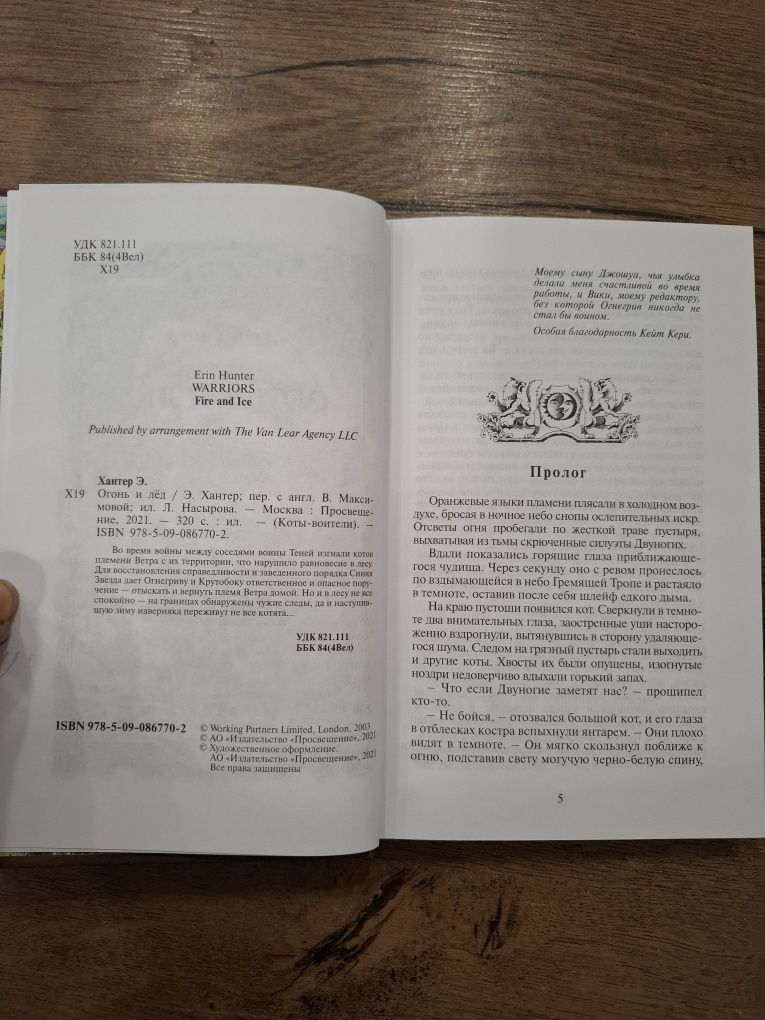 УДК 821.111
ББК 84(4Вел)
Х19
Erin Hunter
WARRIORS
Fire and Ice
Published by arrangement with The Van Lear Agency LLC
Хантер Э.
Х19 Огонь и лёд / Э. Хантер; пер. с англ. В. Макси-
мовой; ил. Л. Насырова. — Москва : Просвеще-
ние, 2021. — 320 с. : ил. — (Коты-воители). —
ISBN 978-5-09-086770-2.
Во время войны между соседями воины Теней изгнали котов
племени Ветра с их территории, что нарушило равновесие в лесу.
Для восстановления справедливости и заведенного порядка Синяя
Звезда дает Огнегриву и Крутобоку ответственное и опасное пору-
чение — отыскать и вернуть племя Ветра домой. Но и в лесу не все
спокойно — на границах обнаружены чужие следы, да и наступив-
шую зиму наверняка переживут не все котята...
УДК 821.111
ББК 84(4Вел)
ISBN 978-5-09-086770-2
© Working Partners Limited, London, 2003
© АО «Издательство «Просвещение», 2021
© Художественное оформление.
АО «Издательство «Просвещение», 2021
Все права защищены
Моему сыну Джошуа, чья улыбка
делала меня счастливой во время
работы, и Вики, моему редактору,
без которой Огнегрив никогда не
стал бы воином.
Особая благодарность Кейт Кери.
Пролог
Оранжевые языки пламени плясали в холодном воз-
духе, бросая в ночное небо снопы ослепительных искр.
Отсветы огня пробегали по жесткой траве пустыря,
выхватывая из тьмы скрюченные силуэты Двуногих.
Вдали показались горящие глаза приближающе-
гося чудища. Через секунду оно с ревом пронеслось
по вздымающейся в небо Гремящей Тропе и растаяло
в темноте, оставив после себя шлейф едкого дыма.
На краю пустоши появился кот. Сверкнули в темно-
те два внимательных глаза, заостренные уши насторо-
женно вздрогнули, вытянувшись в сторону удаляюще-
гося шума. Следом на грязный пустырь стали выходить
и другие коты. Хвосты их были опущены, изогнутые
ноздри недоверчиво вдыхали горький запах.
– Что если Двуногие заметят нас? – прошипел
кто-то.
– Не бойся, – отозвался большой кот, и его глаза
в отблесках костра вспыхнули янтарем. – Они плохо
видят в темноте. – Он мягко скользнул поближе к
огню, подставив свету могучую черно-белую спину,
5